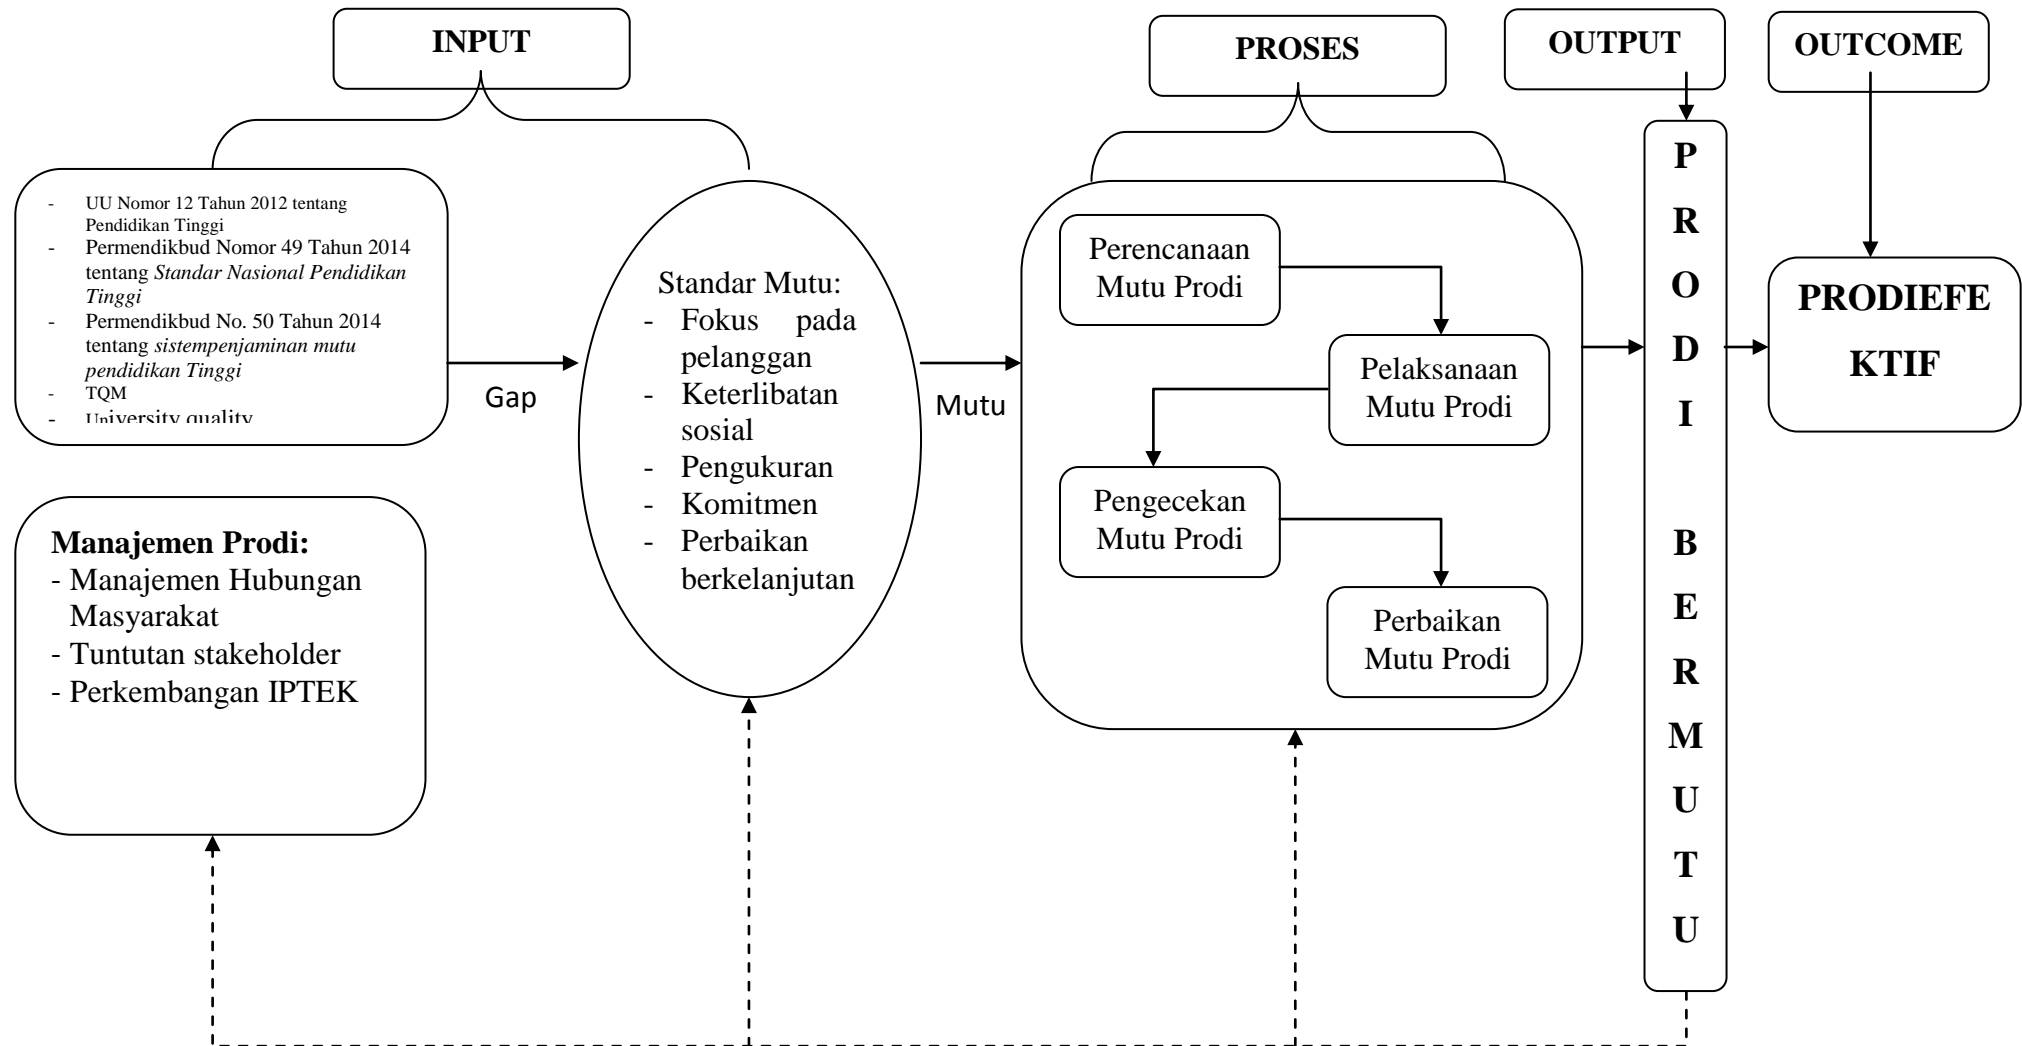 INPUT
PROSES
OUTPUT
OUTCOME
- UU Nomor 12 Tahun 2012 tentang
Pendidikan Tinggi
- Permendikbud Nomor 49 Tahun 2014
tentang Standar Nasional Pendidikan
Tinggi
- Permendikbud No. 50 Tahun 2014
tentang sistempenjaminan mutu
pendidikan Tinggi
- TQM
- University quality
Gap
Manajemen Prodi:
- Manajemen Hubungan
Masyarakat
- Tuntutan stakeholder
- Perkembangan IPTEK
Standar Mutu:
- Fokus pada
pelanggan
- Keterlibatan
sosial
- Pengukuran
- Komitmen
- Perbaikan
berkelanjutan
Mutu
Perencanaan
Mutu Prodi
Pelaksanaan
Mutu Prodi
Pengecekan
Mutu Prodi
Perbaikan
Mutu Prodi
P
R
O
D
I
B
E
R
M
U
T
U
PRODIEFE
KTIF